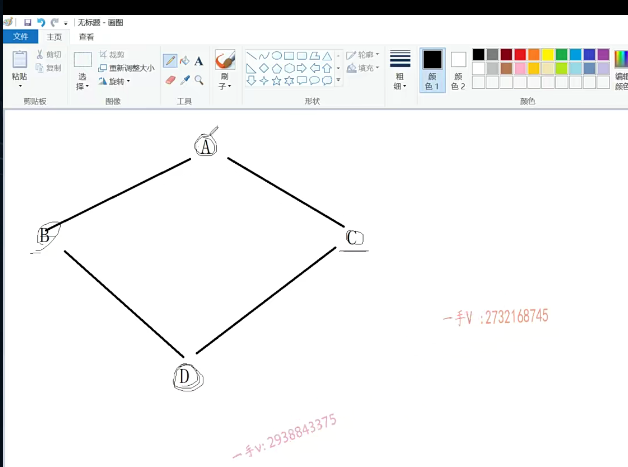 无标题 - 画图
文件 主页 查看
粘贴 剪切 复制 选择 裁剪 重新调整大小 旋转 A 刷子 轮廓 填充 粗细 颜色 1 颜色 2 编辑颜色
剪贴板 图像 工具 形状 颜色
A
B
C
D
一手V :2732168745
一手v: 2938843375